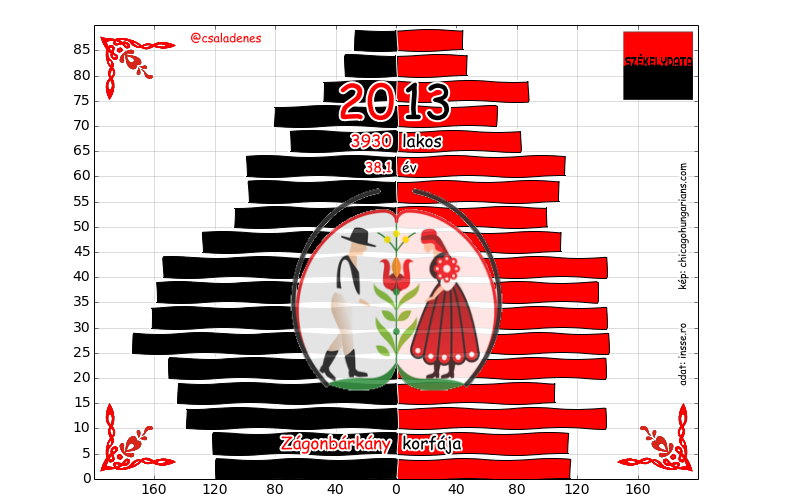 @csaladenes
SZÉKELYDATA
2013
3930 lakos
38.1 év
kép: chicagohungarians.com
adat: insse.ro
Zágonbárkány korfája
85
80
75
70
65
60
55
50
45
40
35
30
25
20
15
10
5
0
160 120 80 40 0 40 80 120 160